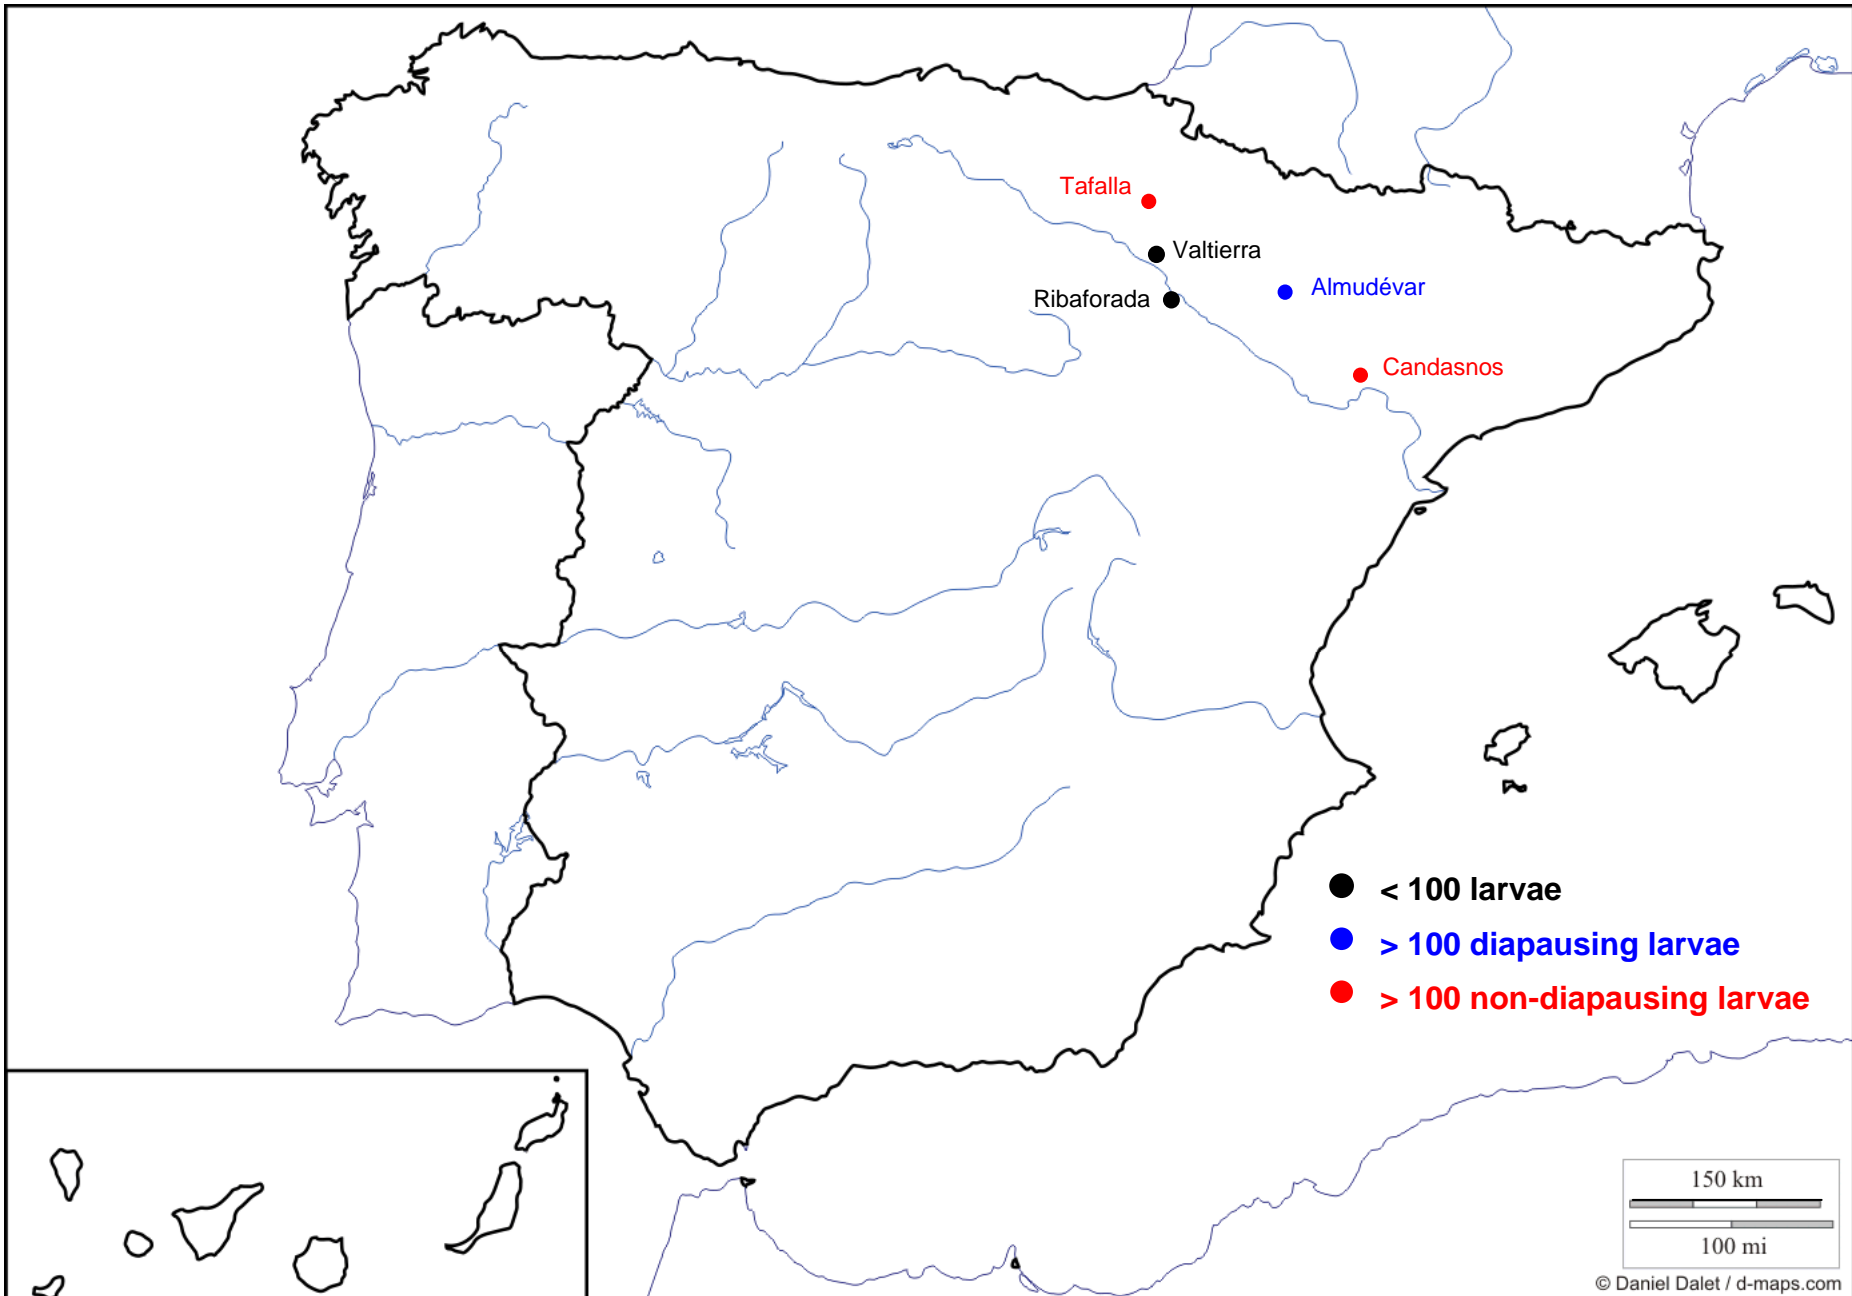 Tafalla
Valtierra
Almudévar
Ribaforada
Candasnos
< 100 larvae
> 100 diapausing larvae
> 100 non-diapausing larvae
150 km
100 mi
© Daniel Dalet / d-maps.com